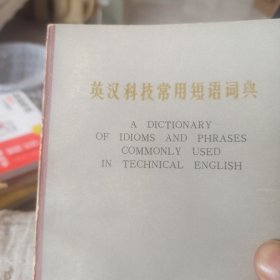 英汉科技常用短语词典
A DICTIONARY
OF IDIOMS AND PHRASES
COMMONLY USED
IN TECHNICAL ENGLISH